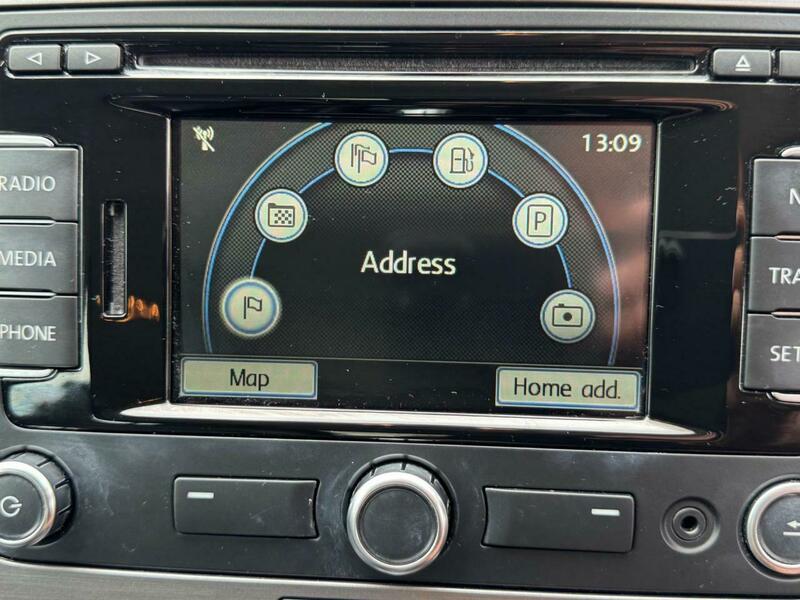 13:09
RADIO
MEDIA
PHONE
P
Address
Map
Home add.